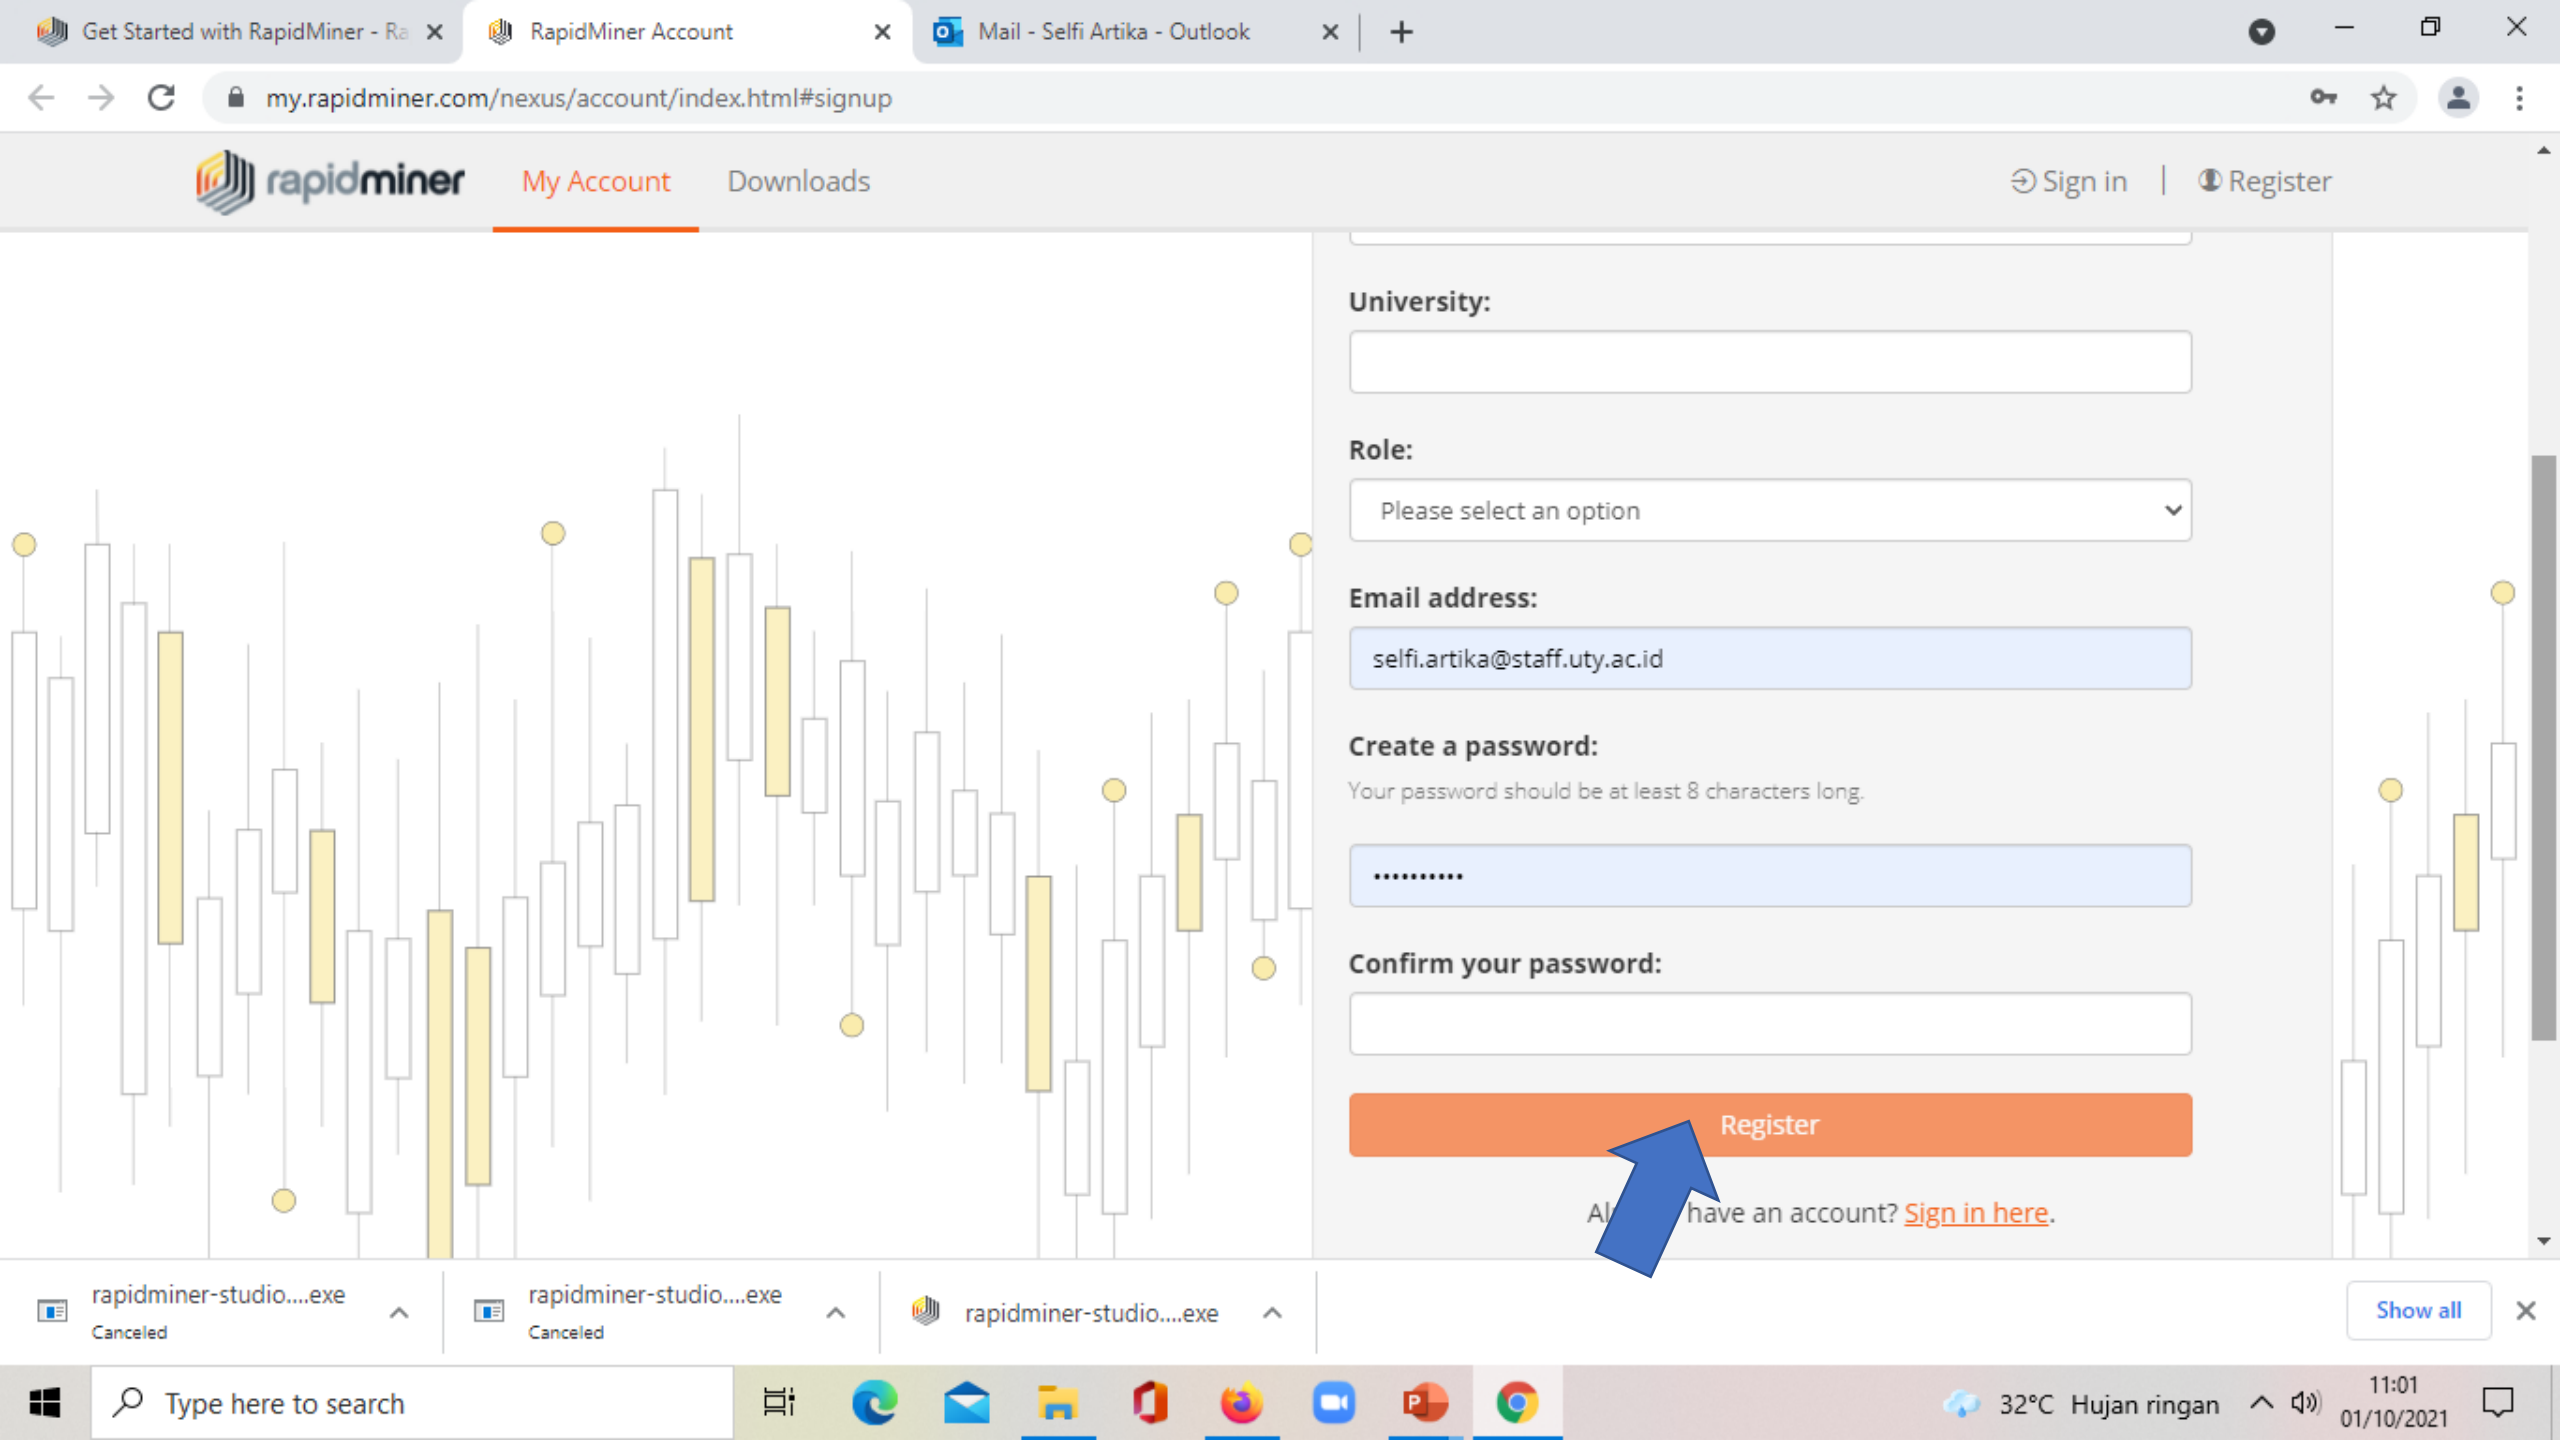 Get Started with RapidMiner - Ra
RapidMiner Account
Mail - Selfi Artika - Outlook
my.rapidminer.com/nexus/account/index.html#signup
rapidminer
My Account
Downloads
Sign in
Register
University:
Role:
Please select an option
Email address:
selfi.artika@staff.uty.ac.id
Create a password:
Your password should be at least 8 characters long.
••••••••••
Confirm your password:
Register
have an account? Sign in here.
rapidminer-studio....exe
Canceled
rapidminer-studio....exe
Canceled
rapidminer-studio....exe
Show all
Type here to search
32°C Hujan ringan
11:01
01/10/2021